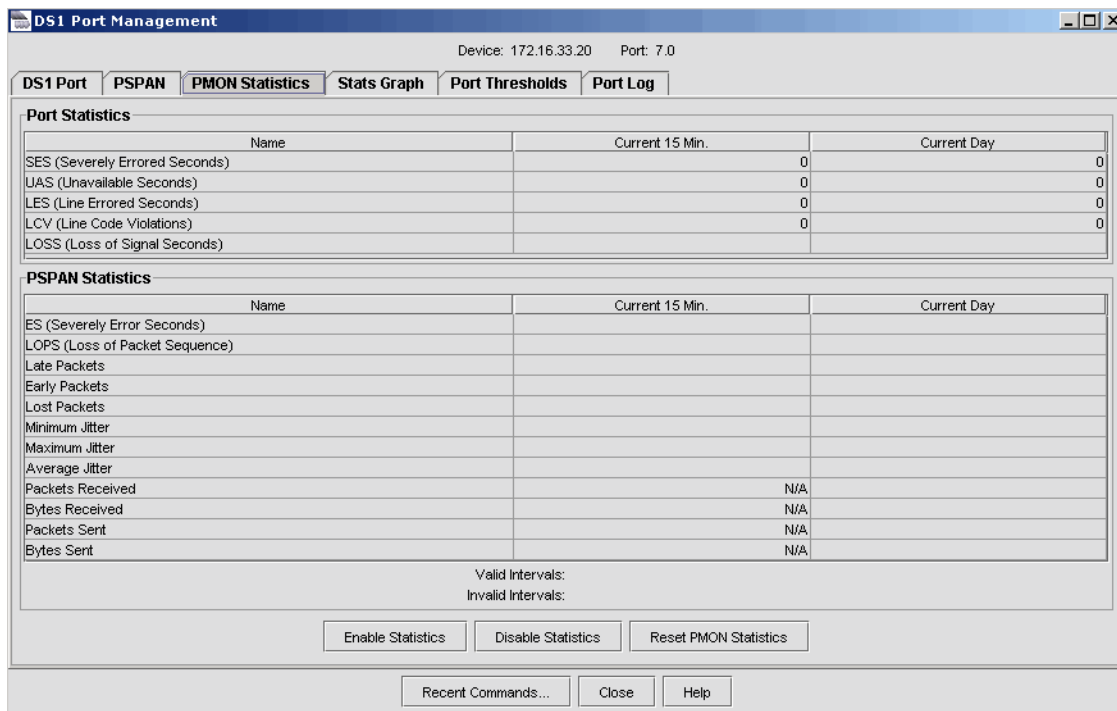 DS1 Port Management
Device: 172.16.33.20 Port: 7.0
DS1 Port PSPAN PMON Statistics Stats Graph Port Thresholds Port Log
Port Statistics
Name Current 15 Min. Current Day
SES (Severely Errored Seconds) 0 0
UAS (Unavailable Seconds) 0 0
LES (Line Errored Seconds) 0 0
LCV (Line Code Violations) 0 0
LOSS (Loss of Signal Seconds)
PSPAN Statistics
Name Current 15 Min. Current Day
ES (Severely Error Seconds)
LOPS (Loss of Packet Sequence)
Late Packets
Early Packets
Lost Packets
Minimum Jitter
Maximum Jitter
Average Jitter
Packets Received N/A
Bytes Received N/A
Packets Sent N/A
Bytes Sent N/A
Valid Intervals:
Invalid Intervals:
Enable Statistics Disable Statistics Reset PMON Statistics
Recent Commands... Close Help